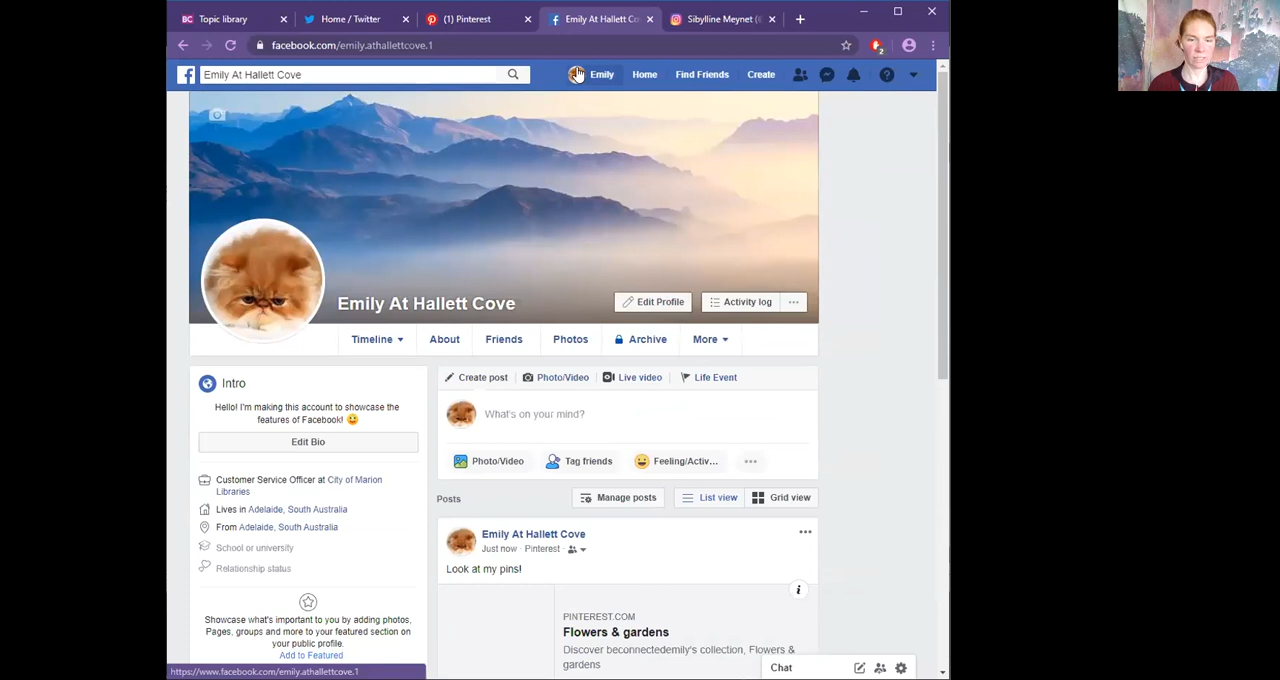 BC Topic library
Home / Twitter
(1) Pinterest
Emily At Hallett Co
Sibylline Meynet (
facebook.com/emily.athallettcove.1
2
Emily At Hallett Cove
Emily
Home
Find Friends
Create
Emily At Hallett Cove
Edit Profile
Activity log
Timeline
About
Friends
Photos
Archive
More
Intro
Hello! I'm making this account to showcase the
features of Facebook!
Edit Bio
Customer Service Officer at City of Marion
Libraries
Lives in Adelaide, South Australia
From Adelaide, South Australia
School or university
Relationship status
Showcase what's important to you by adding photos,
Pages, groups and more to your featured section on
your public profile.
Add to Featured
Create post
Photo/Video
Live video
Life Event
What's on your mind?
Photo/Video
Tag friends
Feeling/Activ...
Posts
Manage posts
List view
Grid view
Emily At Hallett Cove
Just now · Pinterest ·
Look at my pins!
PINTEREST.COM
Flowers & gardens
Discover beconnectedemily's collection, Flowers &
gardens
Chat
https://www.facebook.com/emily.athallettcove.1